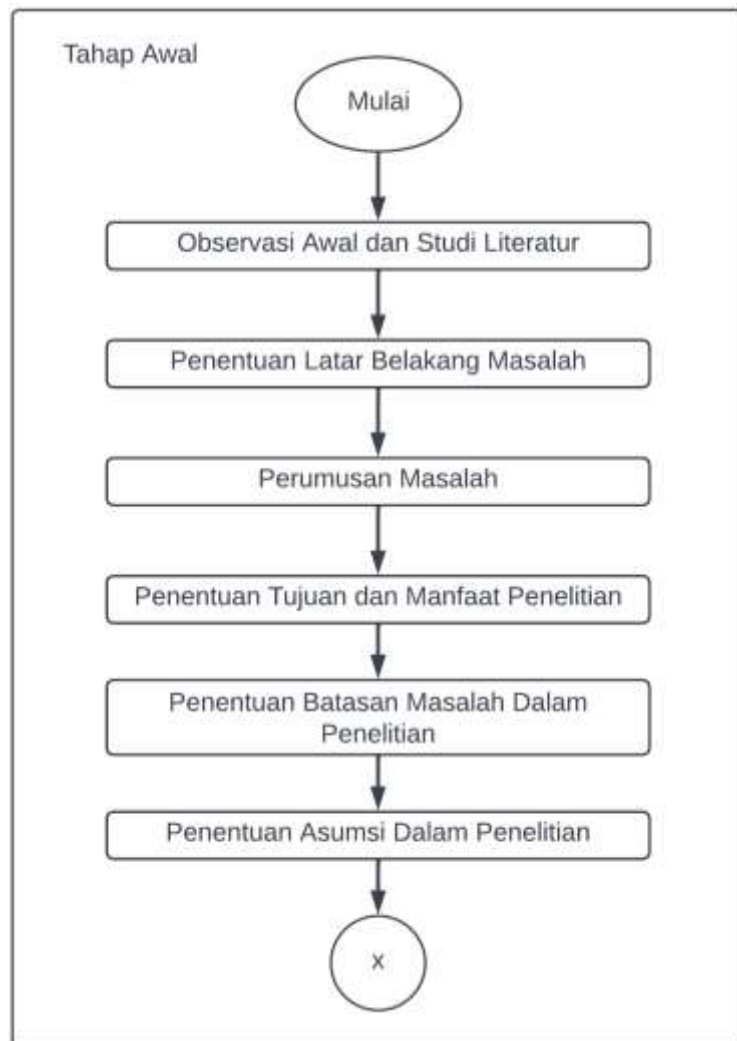 Tahap Awal
Mulai
Observasi Awal dan Studi Literatur
Penentuan Latar Belakang Masalah
Perumusan Masalah
Penentuan Tujuan dan Manfaat Penelitian
Penentuan Batasan Masalah Dalam
Penelitian
Penentuan Asumsi Dalam Penelitian
x